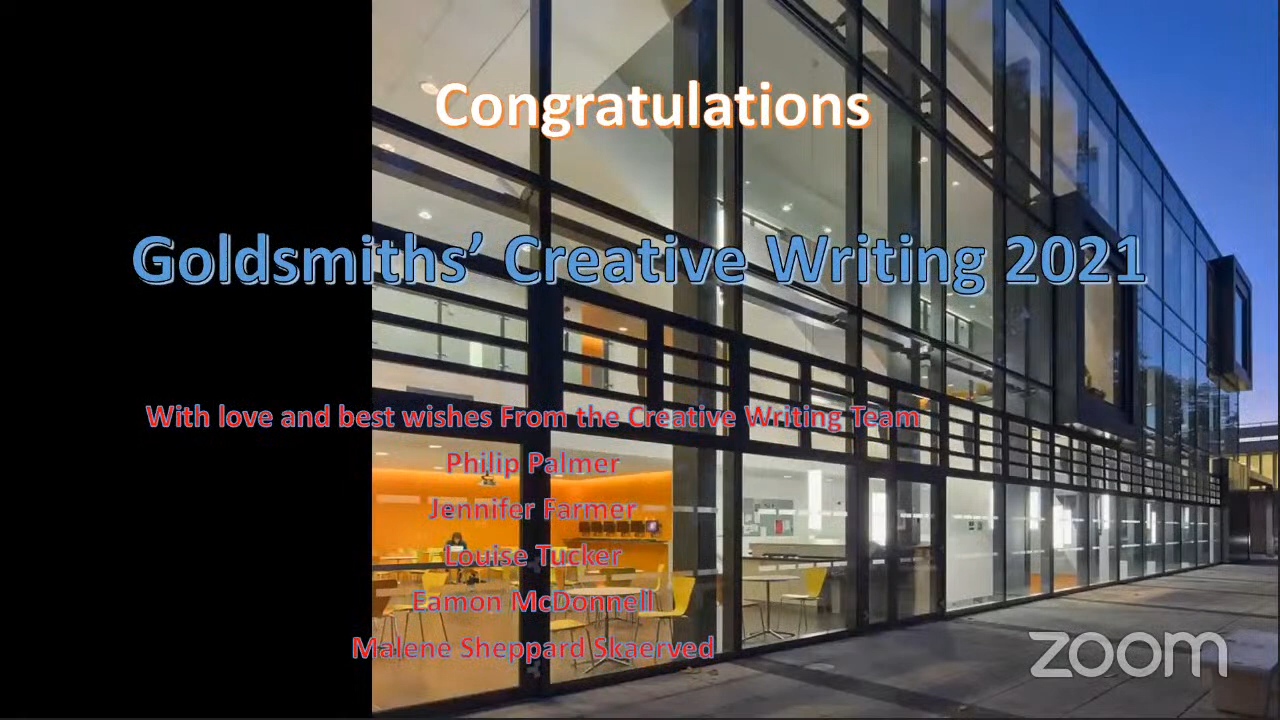 Congratulations
Goldsmiths’ Creative Writing 2021
With love and best wishes From the Creative Writing Team
Philip Palmer
Jennifer Farmer
Louise Tucker
Eamon McDonnell
Malene Sheppard Skaerved
zoom